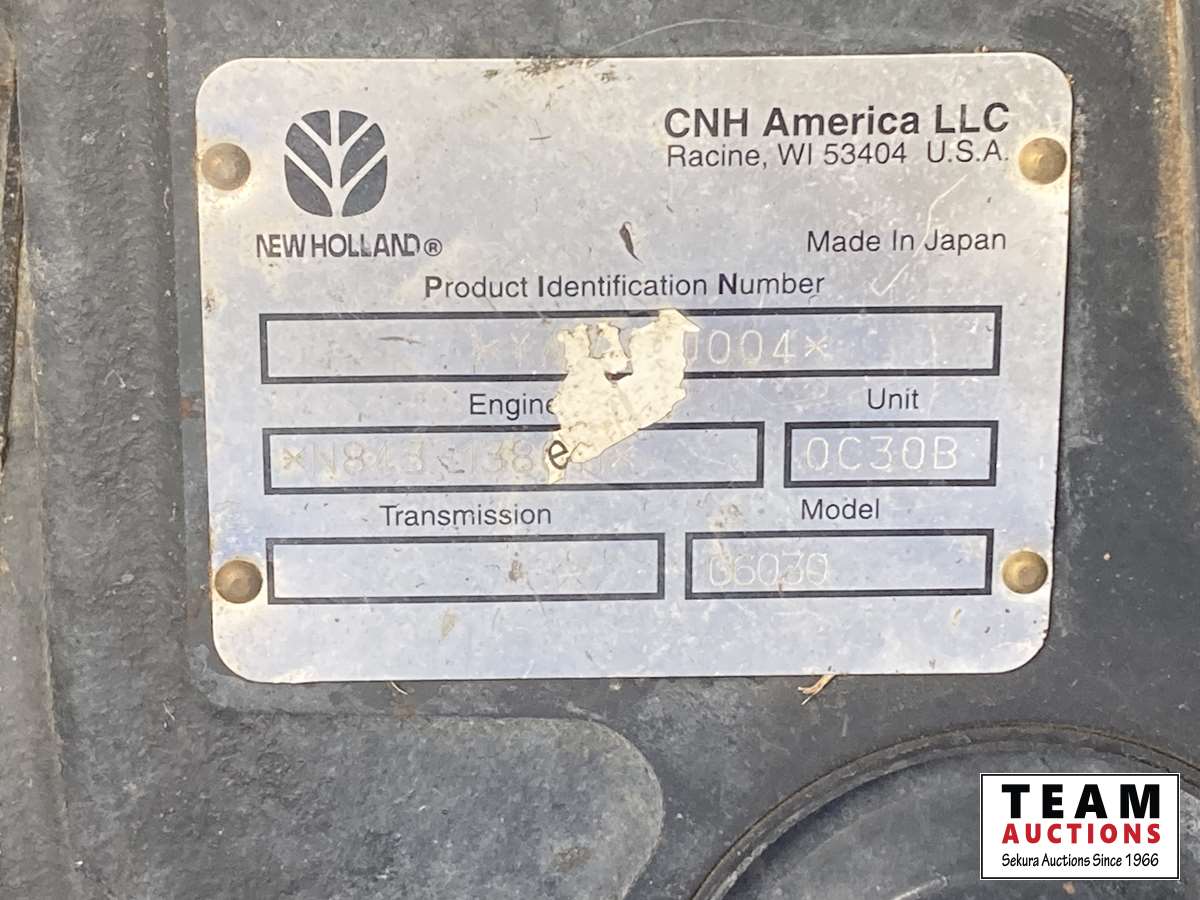 CNH America LLC
Racine, WI 53404 U.S.A.
NEW HOLLAND®
Made In Japan
Product Identification Number
Engine
Unit
0C30B
Transmission
Model
G6030
TEAM
AUCTIONS
Sekura Auctions Since 1966